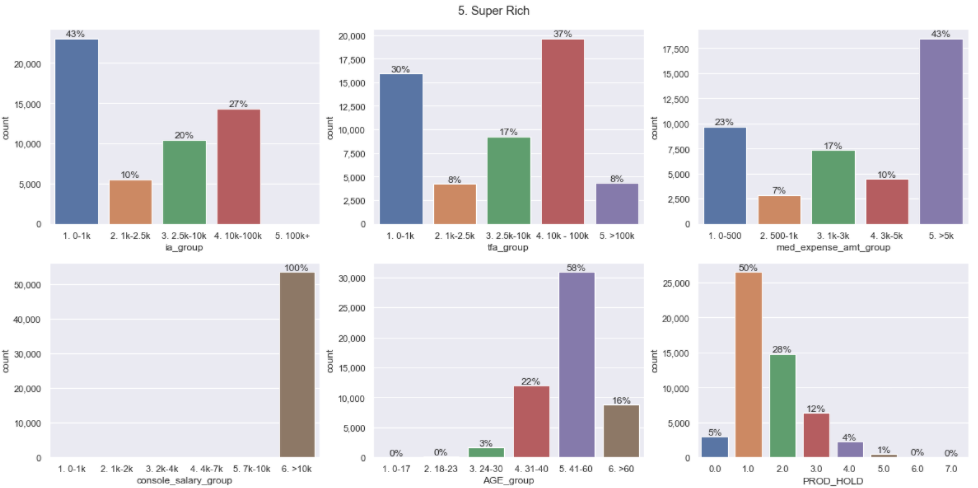 5. Super Rich
43% 10% 20% 27%
20,000
15,000
10,000
5,000
0
count
1. 0-1k 2. 1k-2.5k 3. 2.5k-10k 4. 10k-100k 5. 100k+
ia_group
30% 8% 17% 37% 8%
20,000
17,500
15,000
12,500
10,000
7,500
5,000
2,500
0
count
1. 0-1k 2. 1k-2.5k 3. 2.5k-10k 4. 10k - 100k 5. >100k
tfa_group
23% 7% 17% 10% 43%
17,500
15,000
12,500
10,000
7,500
5,000
2,500
0
count
1. 0-500 2. 500-1k 3. 1k-3k 4. 3k-5k 5. >5k
med_expense_amt_group
100%
50,000
40,000
30,000
20,000
10,000
0
count
1. 0-1k 2. 1k-2k 3. 2k-4k 4. 4k-7k 5. 7k-10k 6. >10k
console_salary_group
0% 0% 3% 22% 58% 16%
30,000
25,000
20,000
15,000
10,000
5,000
0
count
1. 0-17 2. 18-23 3. 24-30 4. 31-40 5. 41-60 6. >60
AGE_group
5% 50% 28% 12% 4% 1% 0% 0%
25,000
20,000
15,000
10,000
5,000
0
count
0.0 1.0 2.0 3.0 4.0 5.0 6.0 7.0
PROD_HOLD